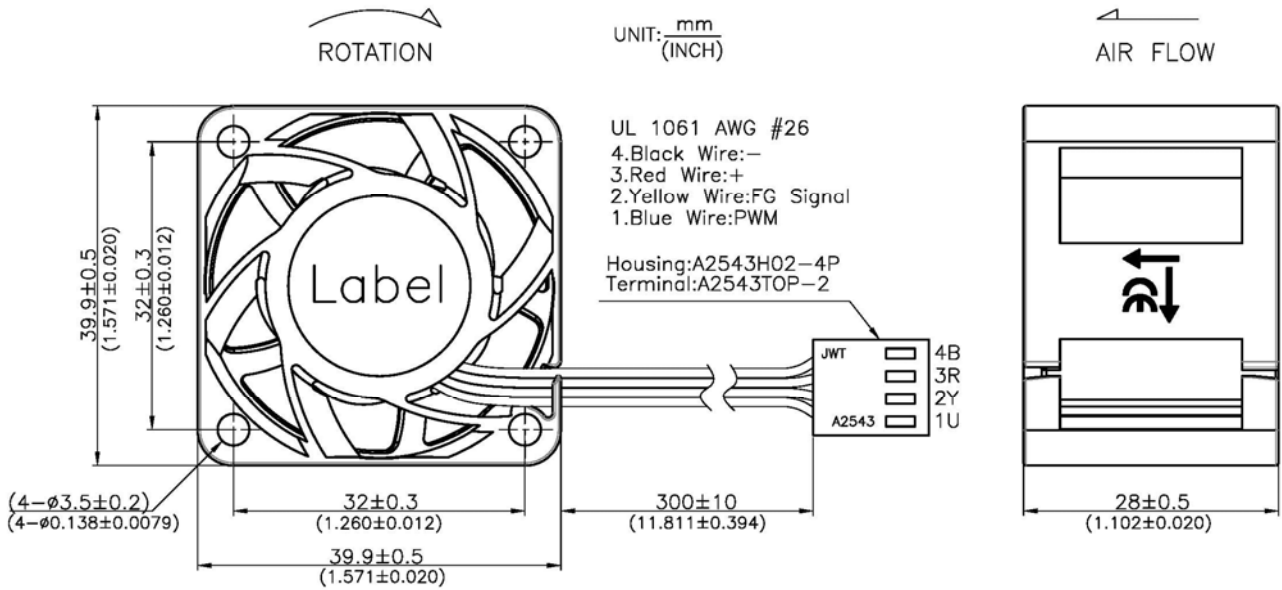 ROTATION
UNIT: mm
(INCH)
AIR FLOW
UL 1061 AWG #26
4.Black Wire:−
3.Red Wire:+
2.Yellow Wire:FG Signal
1.Blue Wire:PWM
Housing:A2543H02−4P
Terminal:A2543TOP−2
39.9±0.5
(1.571±0.020)
32±0.3
(1.260±0.012)
Label
JWT
A2543
4B
3R
2Y
1U
CE
(4−ø3.5±0.2)
(4−ø0.138±0.0079)
32±0.3
(1.260±0.012)
39.9±0.5
(1.571±0.020)
300±10
(11.811±0.394)
28±0.5
(1.102±0.020)